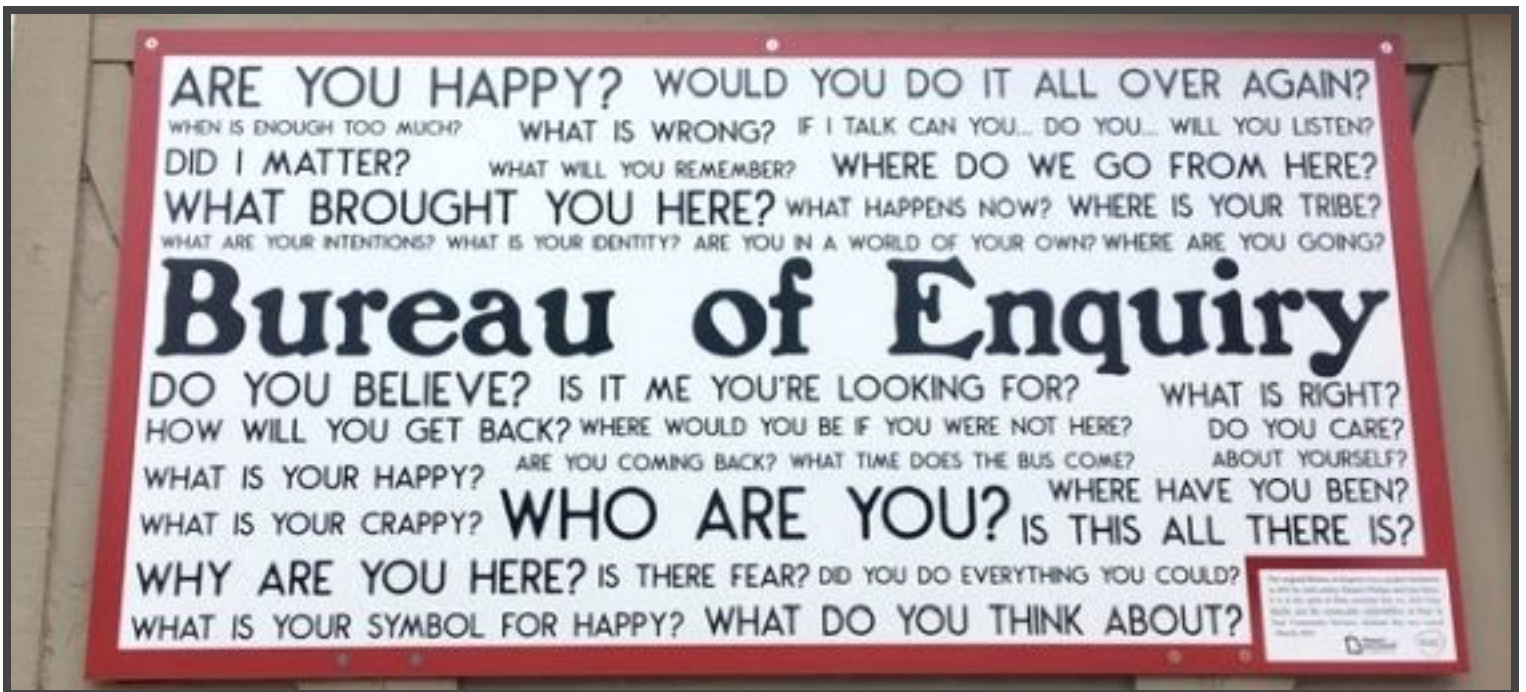 ARE YOU HAPPY? WOULD YOU DO IT ALL OVER AGAIN?
WHEN IS ENOUGH TOO MUCH? WHAT IS WRONG? IF I TALK CAN YOU... DO YOU... WILL YOU LISTEN?
DID I MATTER? WHAT WILL YOU REMEMBER? WHERE DO WE GO FROM HERE?
WHAT BROUGHT YOU HERE? WHAT HAPPENS NOW? WHERE IS YOUR TRIBE?
WHAT ARE YOUR INTENTIONS? WHAT IS YOUR IDENTITY? ARE YOU IN A WORLD OF YOUR OWN? WHERE ARE YOU GOING?
Bureau of Enquiry
DO YOU BELIEVE? IS IT ME YOU'RE LOOKING FOR? WHAT IS RIGHT?
HOW WILL YOU GET BACK? WHERE WOULD YOU BE IF YOU WERE NOT HERE? DO YOU CARE?
ARE YOU COMING BACK? WHAT TIME DOES THE BUS COME? ABOUT YOURSELF?
WHAT IS YOUR HAPPY? WHO ARE YOU? WHERE HAVE YOU BEEN?
WHAT IS YOUR CRAPPY? IS THIS ALL THERE IS?
WHY ARE YOU HERE? IS THERE FEAR? DID YOU DO EVERYTHING YOU COULD?
WHAT IS YOUR SYMBOL FOR HAPPY? WHAT DO YOU THINK ABOUT?